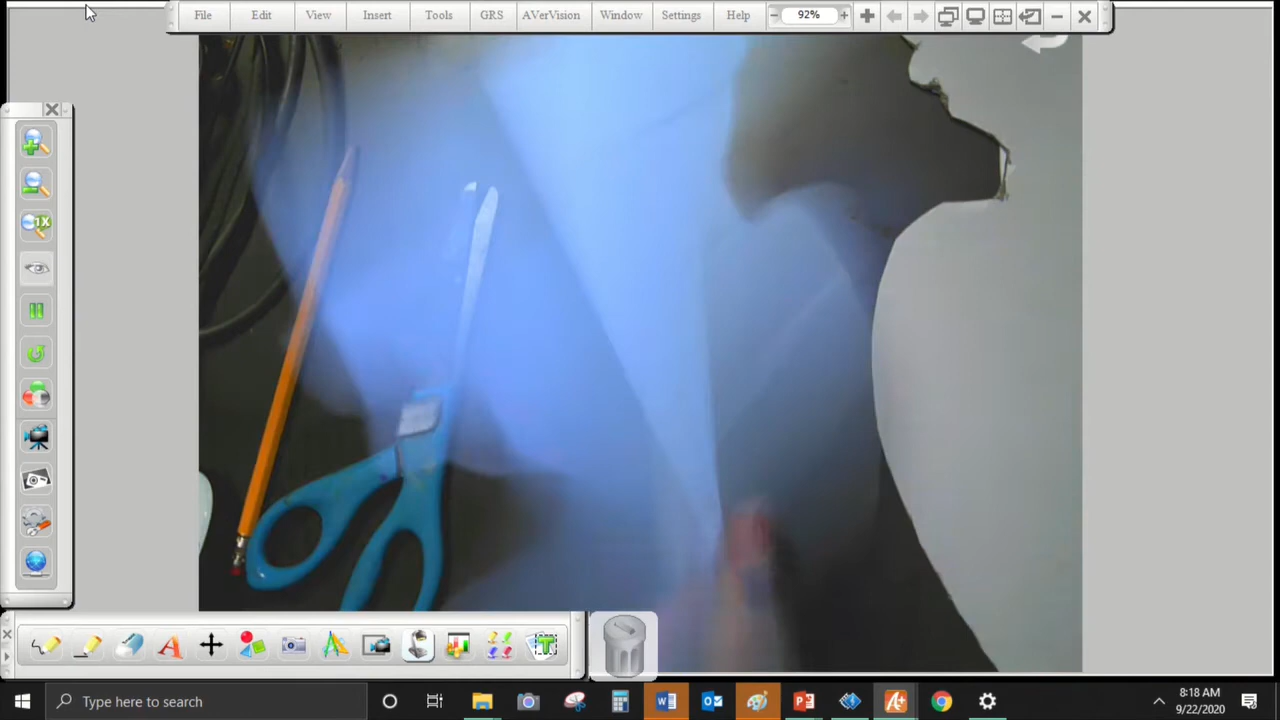 File Edit View Insert Tools GRS AVerVision Window Settings Help 92%
1X
A
T
Type here to search
8:18 AM
9/22/2020